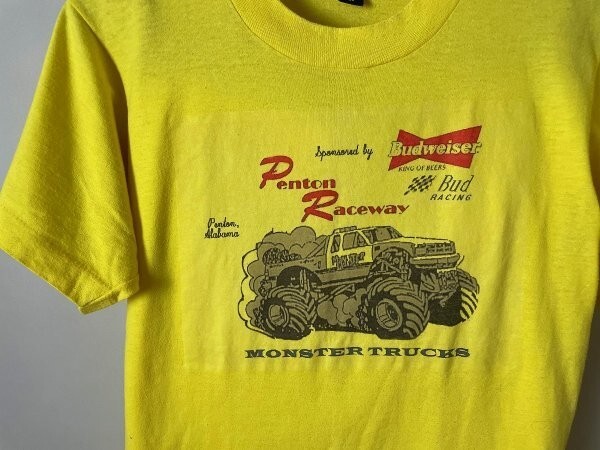 Sponsored by
Budweiser
KING OF BEERS
Bud
RACING
Penton
Raceway
Penton,
Alabama
MONSTER TRUCKS